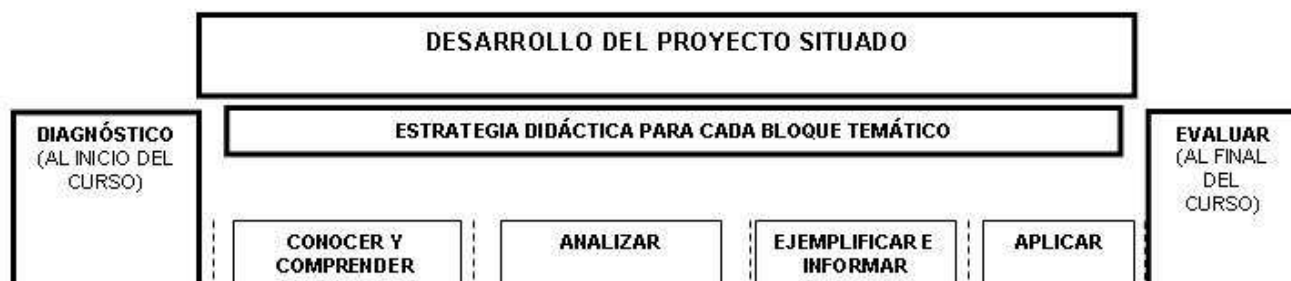 DESARROLLO DEL PROYECTO SITUADO
ESTRATEGIA DIDÁCTICA PARA CADA BLOQUE TEMÁTICO
DIAGNÓSTICO
(AL INICIO DEL
CURSO)
CONOCER Y
COMPRENDER
ANALIZAR
EJEMPLIFICAR E
INFORMAR
APLICAR
EVALUAR
(AL FINAL
DEL
CURSO)